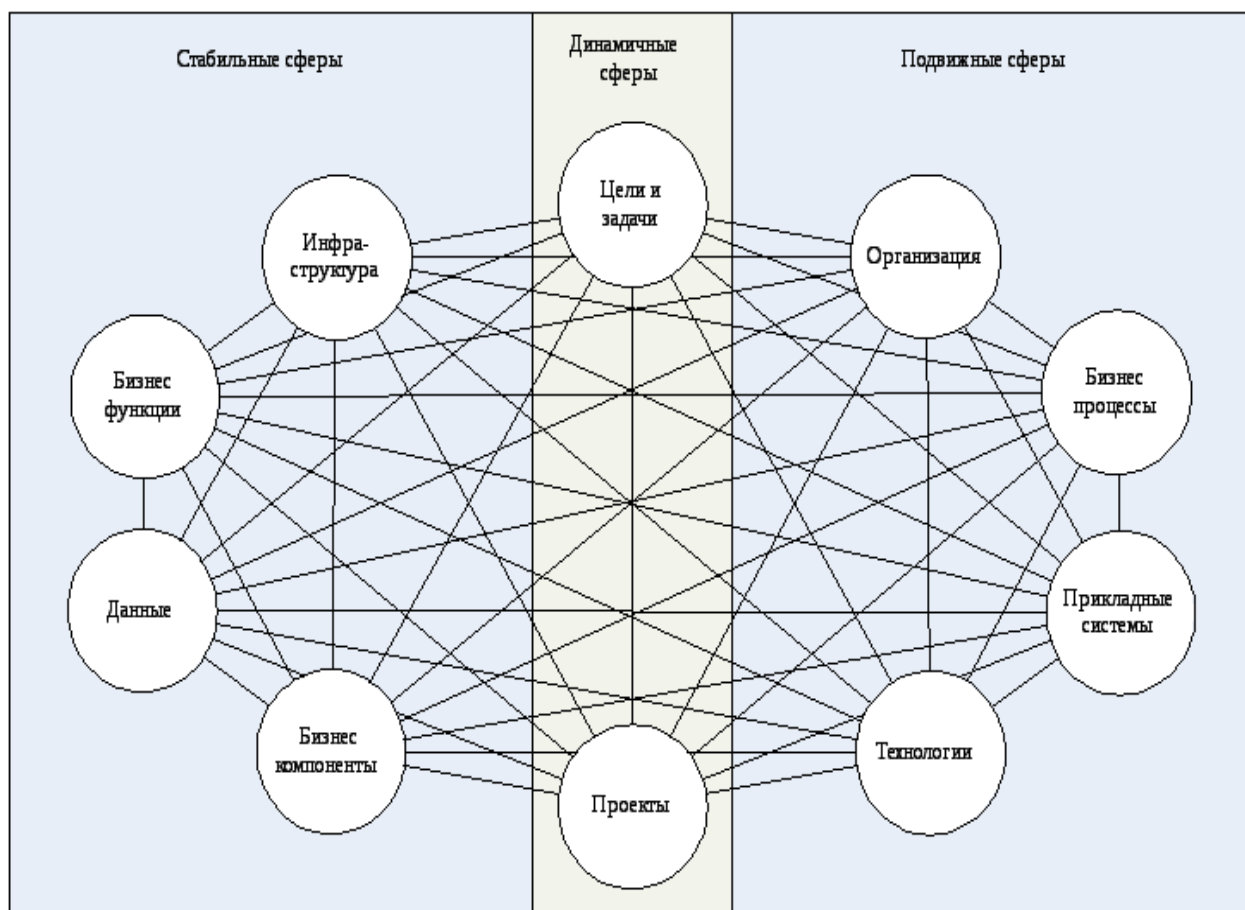 Стабильные сферы
Динамичные
сферы
Подвижные сферы
Цели и
задачи
Инфра-
структура
Организация
Бизнес
функции
Бизнес
процессы
Данные
Прикладные
системы
Бизнес
компоненты
Технологии
Проекты